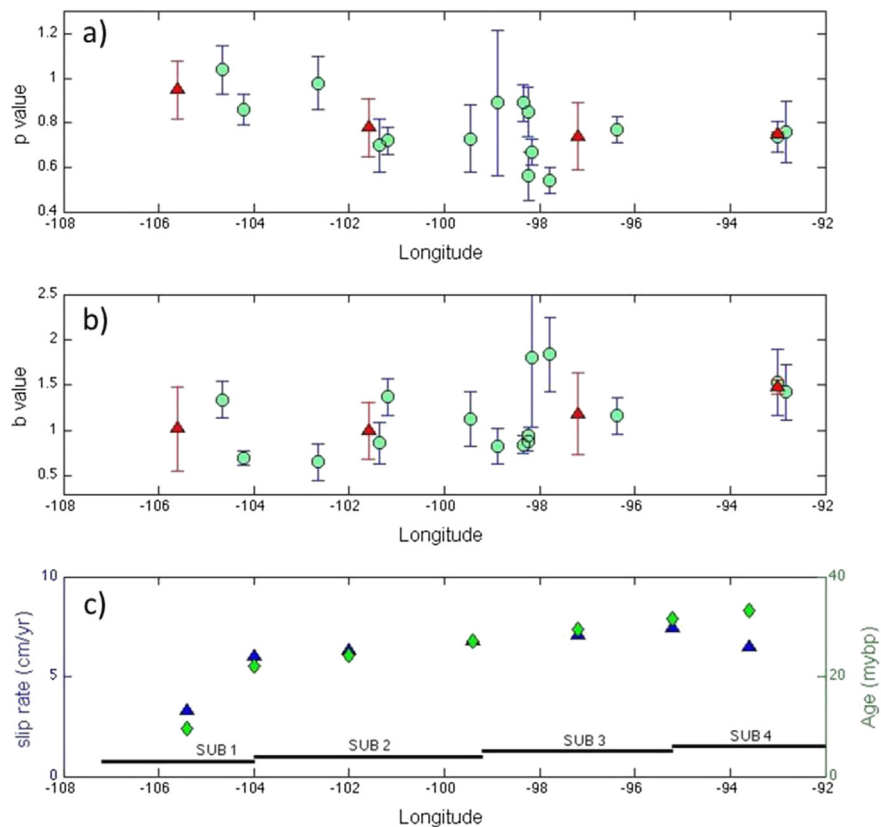 a)
p value
1.2
1
0.8
0.6
0.4
-108 -106 -104 -102 -100 -98 -96 -94 -92
Longitude
b)
b value
2.5
2
1.5
1
0.5
-108 -106 -104 -102 -100 -98 -96 -94 -92
Longitude
c)
slip rate (cm/yr)
10
5
0
SUB 1 SUB 2 SUB 3 SUB 4
40
20
0
Age (mybp)
-108 -106 -104 -102 -100 -98 -96 -94 -92
Longitude